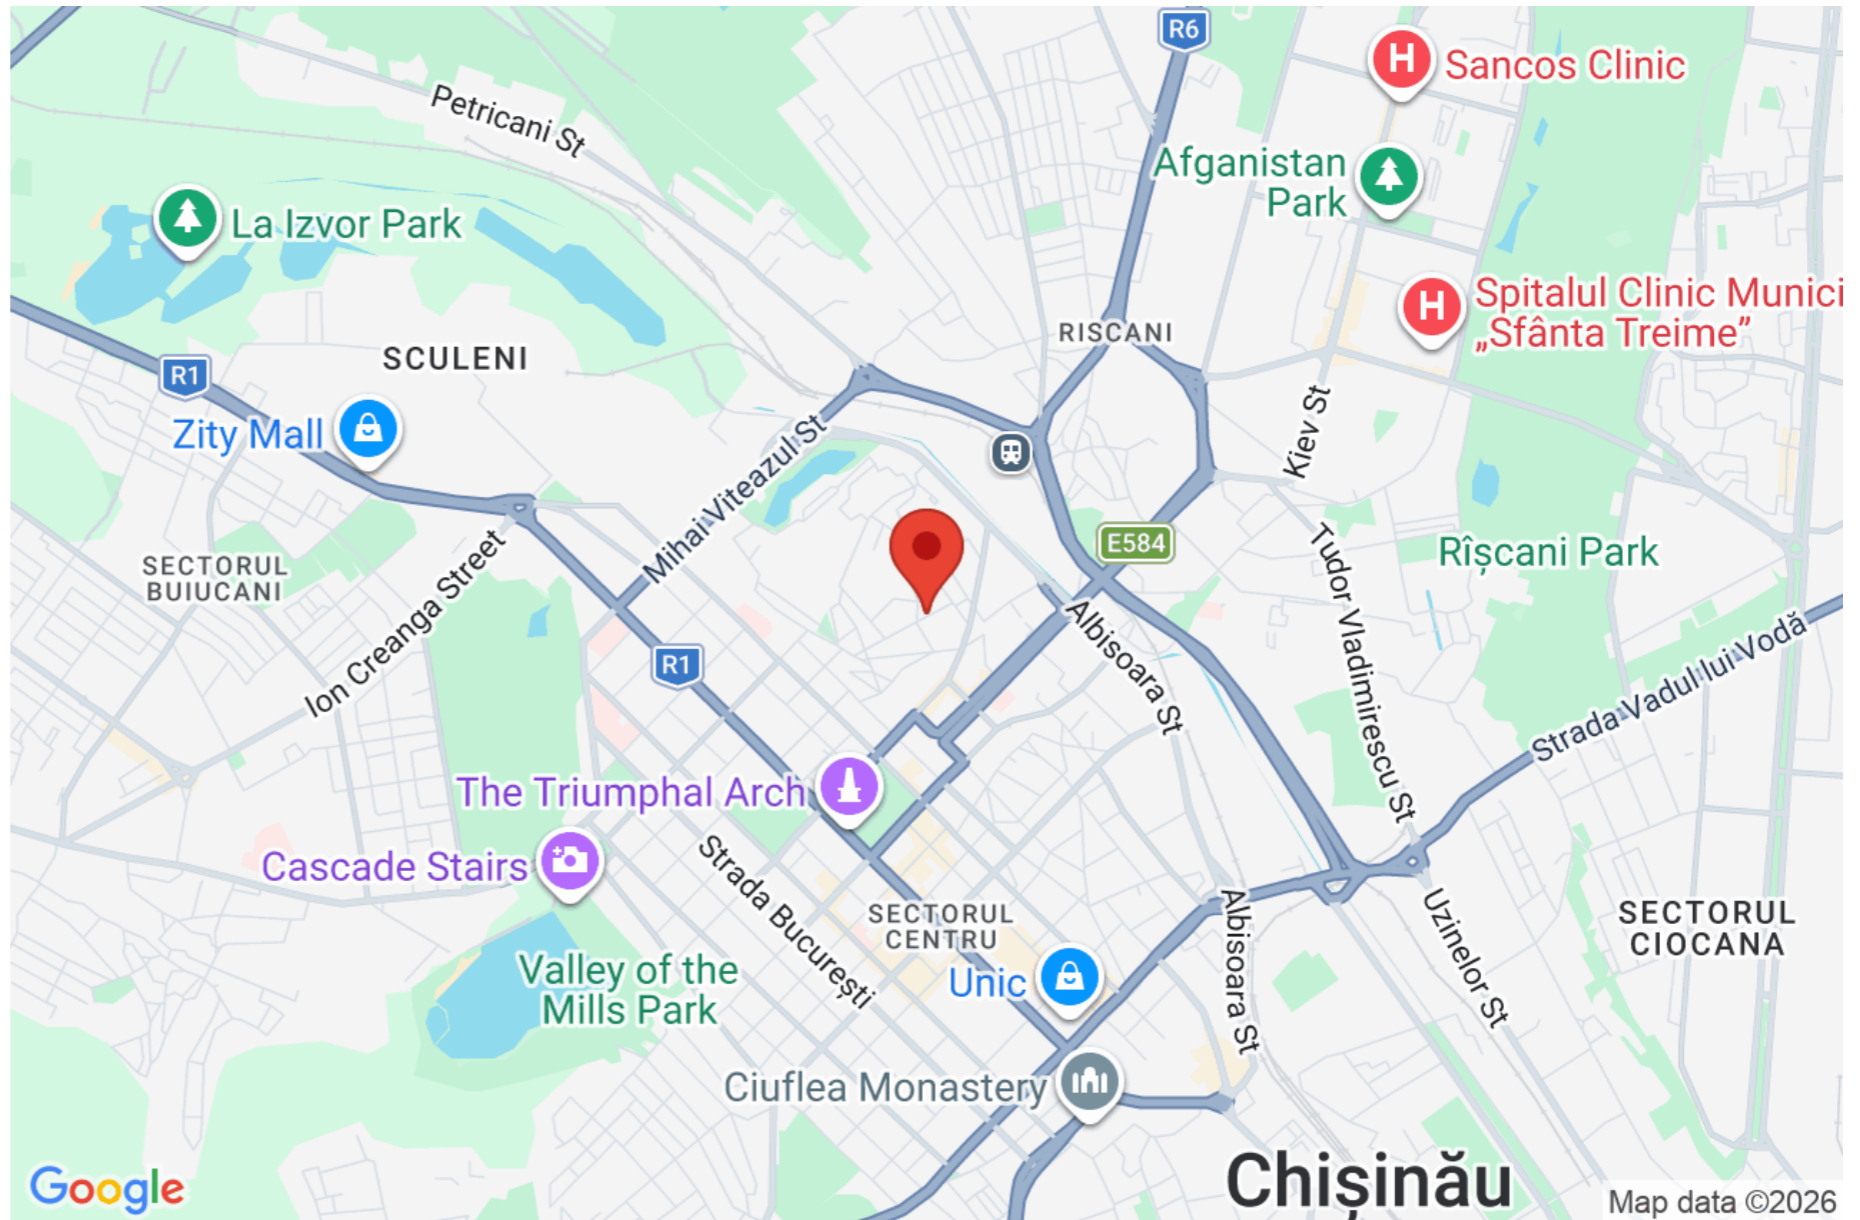 R6
Sancos Clinic
Petricani St
Afganistan
Park
La Izvor Park
Spitalul Clinic Munici
„Sfânta Treime”
RISCANI
SCULENI
R1
Zity Mall
Kiev St
Mihai Viteazul St
E584
Rîșcani Park
SECTORUL
BUIUCANI
Ion Creanga Street
Tudor Vladimirescu St
Albisoara St
R1
Strada Vadul lui Vodă
The Triumphal Arch
Cascade Stairs
Strada București
SECTORUL
CENTRU
Albisoara St
Uzinelor St
SECTORUL
CIOCANA
Valley of the
Mills Park
Unic
Ciuflea Monastery
Chișinău
Google
Map data ©2026